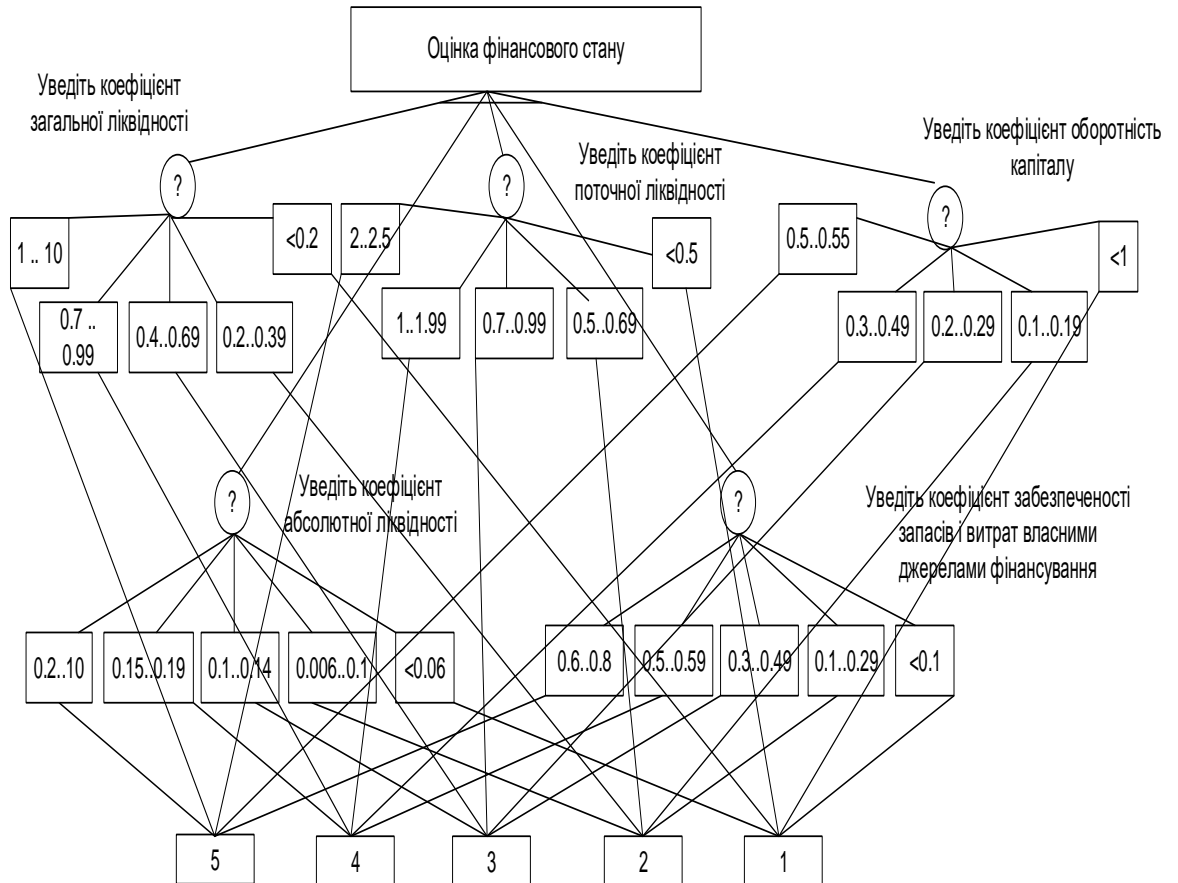 Оцінка фінансового стану
Уведіть коефіцієнт
загальної ліквідності
Уведіть коефіцієнт
поточної ліквідності
Уведіть коефіцієнт оборотність
капіталу
?
?
?
1 .. 10
<0.2
2..2.5
<0.5
0.5..0.55
<1
0.7 ..
0.99
0.4..0.69
0.2..0.39
1..1.99
0.7..0.99
0.5..0.69
0.3..0.49
0.2..0.29
0.1..0.19
?
Уведіть коефіцієнт
абсолютної ліквідності
?
Уведіть коефіцієнт забезпеченості
запасів і витрат власними
джерелами фінансування
0.2..10
0.15..0.19
0.1..0.14
0.006..0.1
<0.06
0.6..0.8
0.5..0.59
0.3..0.49
0.1..0.29
<0.1
5
4
3
2
1